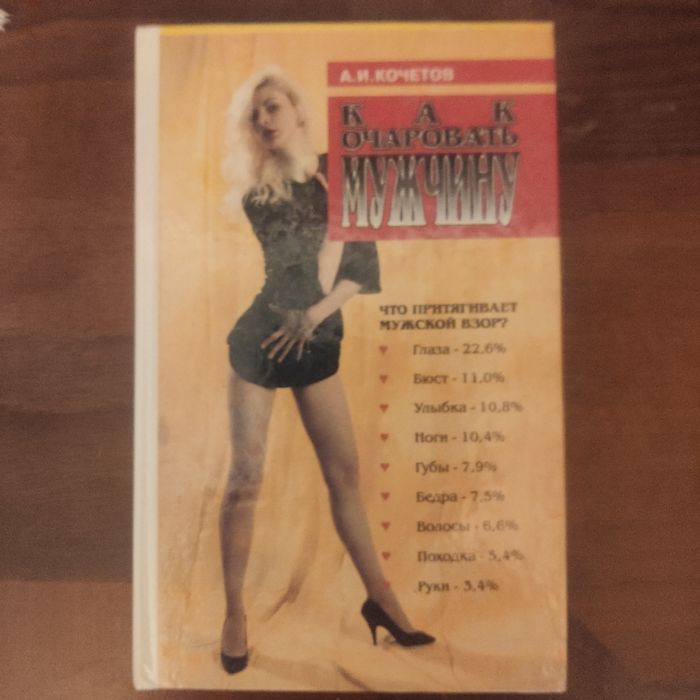 А.И.КОЧЕТОВ
КАК
ОЧАРОВАТЬ
МУЖЧИНУ
ЧТО ПРИТЯГИВАЕТ
МУЖСКОЙ ВЗОР?
Глаза - 22,6%
Бюст - 11,0%
Улыбка - 10,8%
Ноги - 10,4%
Губы - 7,9%
Бедра - 7,5%
Волосы - 6,6%
Походка - 5,4%
Руки - 3,4%